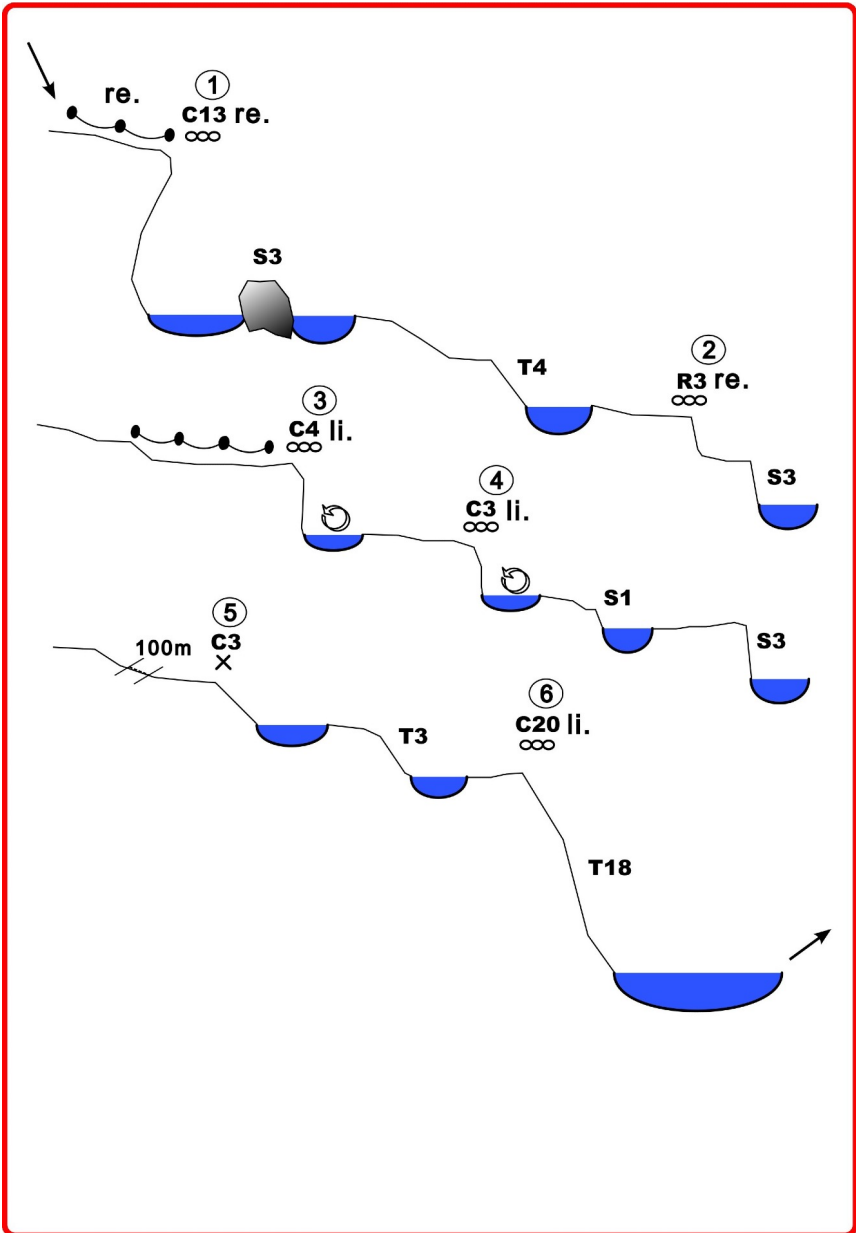 re.
1
C13 re.
S3
T4
2
R3 re.
S3
3
C4 li.
4
C3 li.
S1
S3
5
C3
100m
T3
6
C20 li.
T18